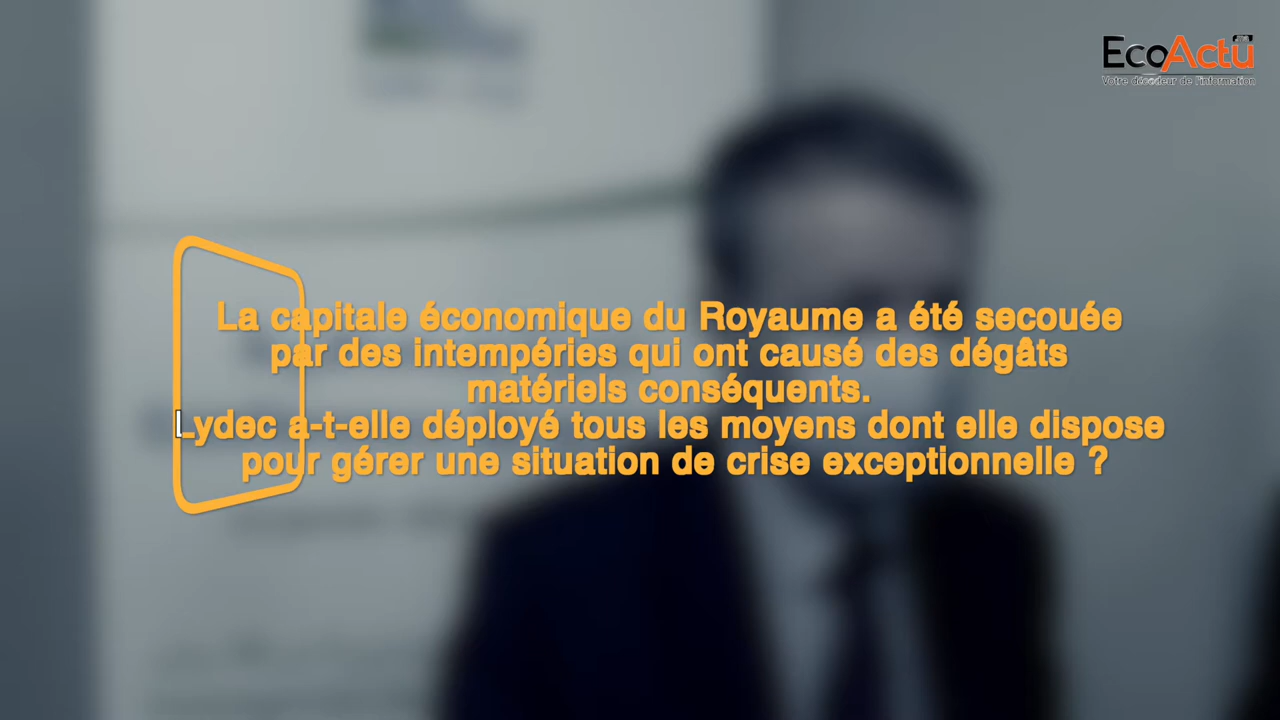 EcoActu
Votre décodeur de l'information
La capitale économique du Royaume a été secouée
par des intempéries qui ont causé des dégâts
matériels conséquents.
Lydec a-t-elle déployé tous les moyens dont elle dispose
pour gérer une situation de crise exceptionnelle ?